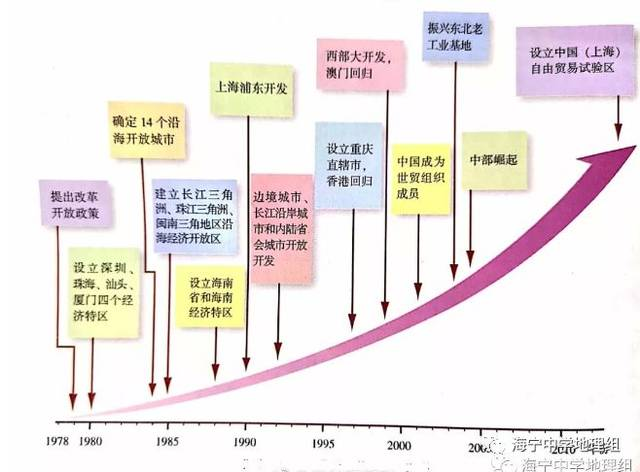 提出改革
开放政策
设立深圳、
珠海、汕头、
厦门四个经
济特区
确定14个沿
海开放城市
建立长江三角
洲、珠江三角洲、
闽南三角地区沿
海经济开放区
设立海南
省和海南
经济特区
上海浦东开发
边境城市、
长江沿岸城
市和内陆省
会城市开放
开发
设立重庆
直辖市,
香港回归
西部大开发,
澳门回归
中国成为
世贸组织
成员
振兴东北老
工业基地
中部崛起
设立中国（上海）
自由贸易试验区
1978 1980 1985 1990 1995 2000 2005 2010 年份
海宁中学地理组
海宁中学地理组